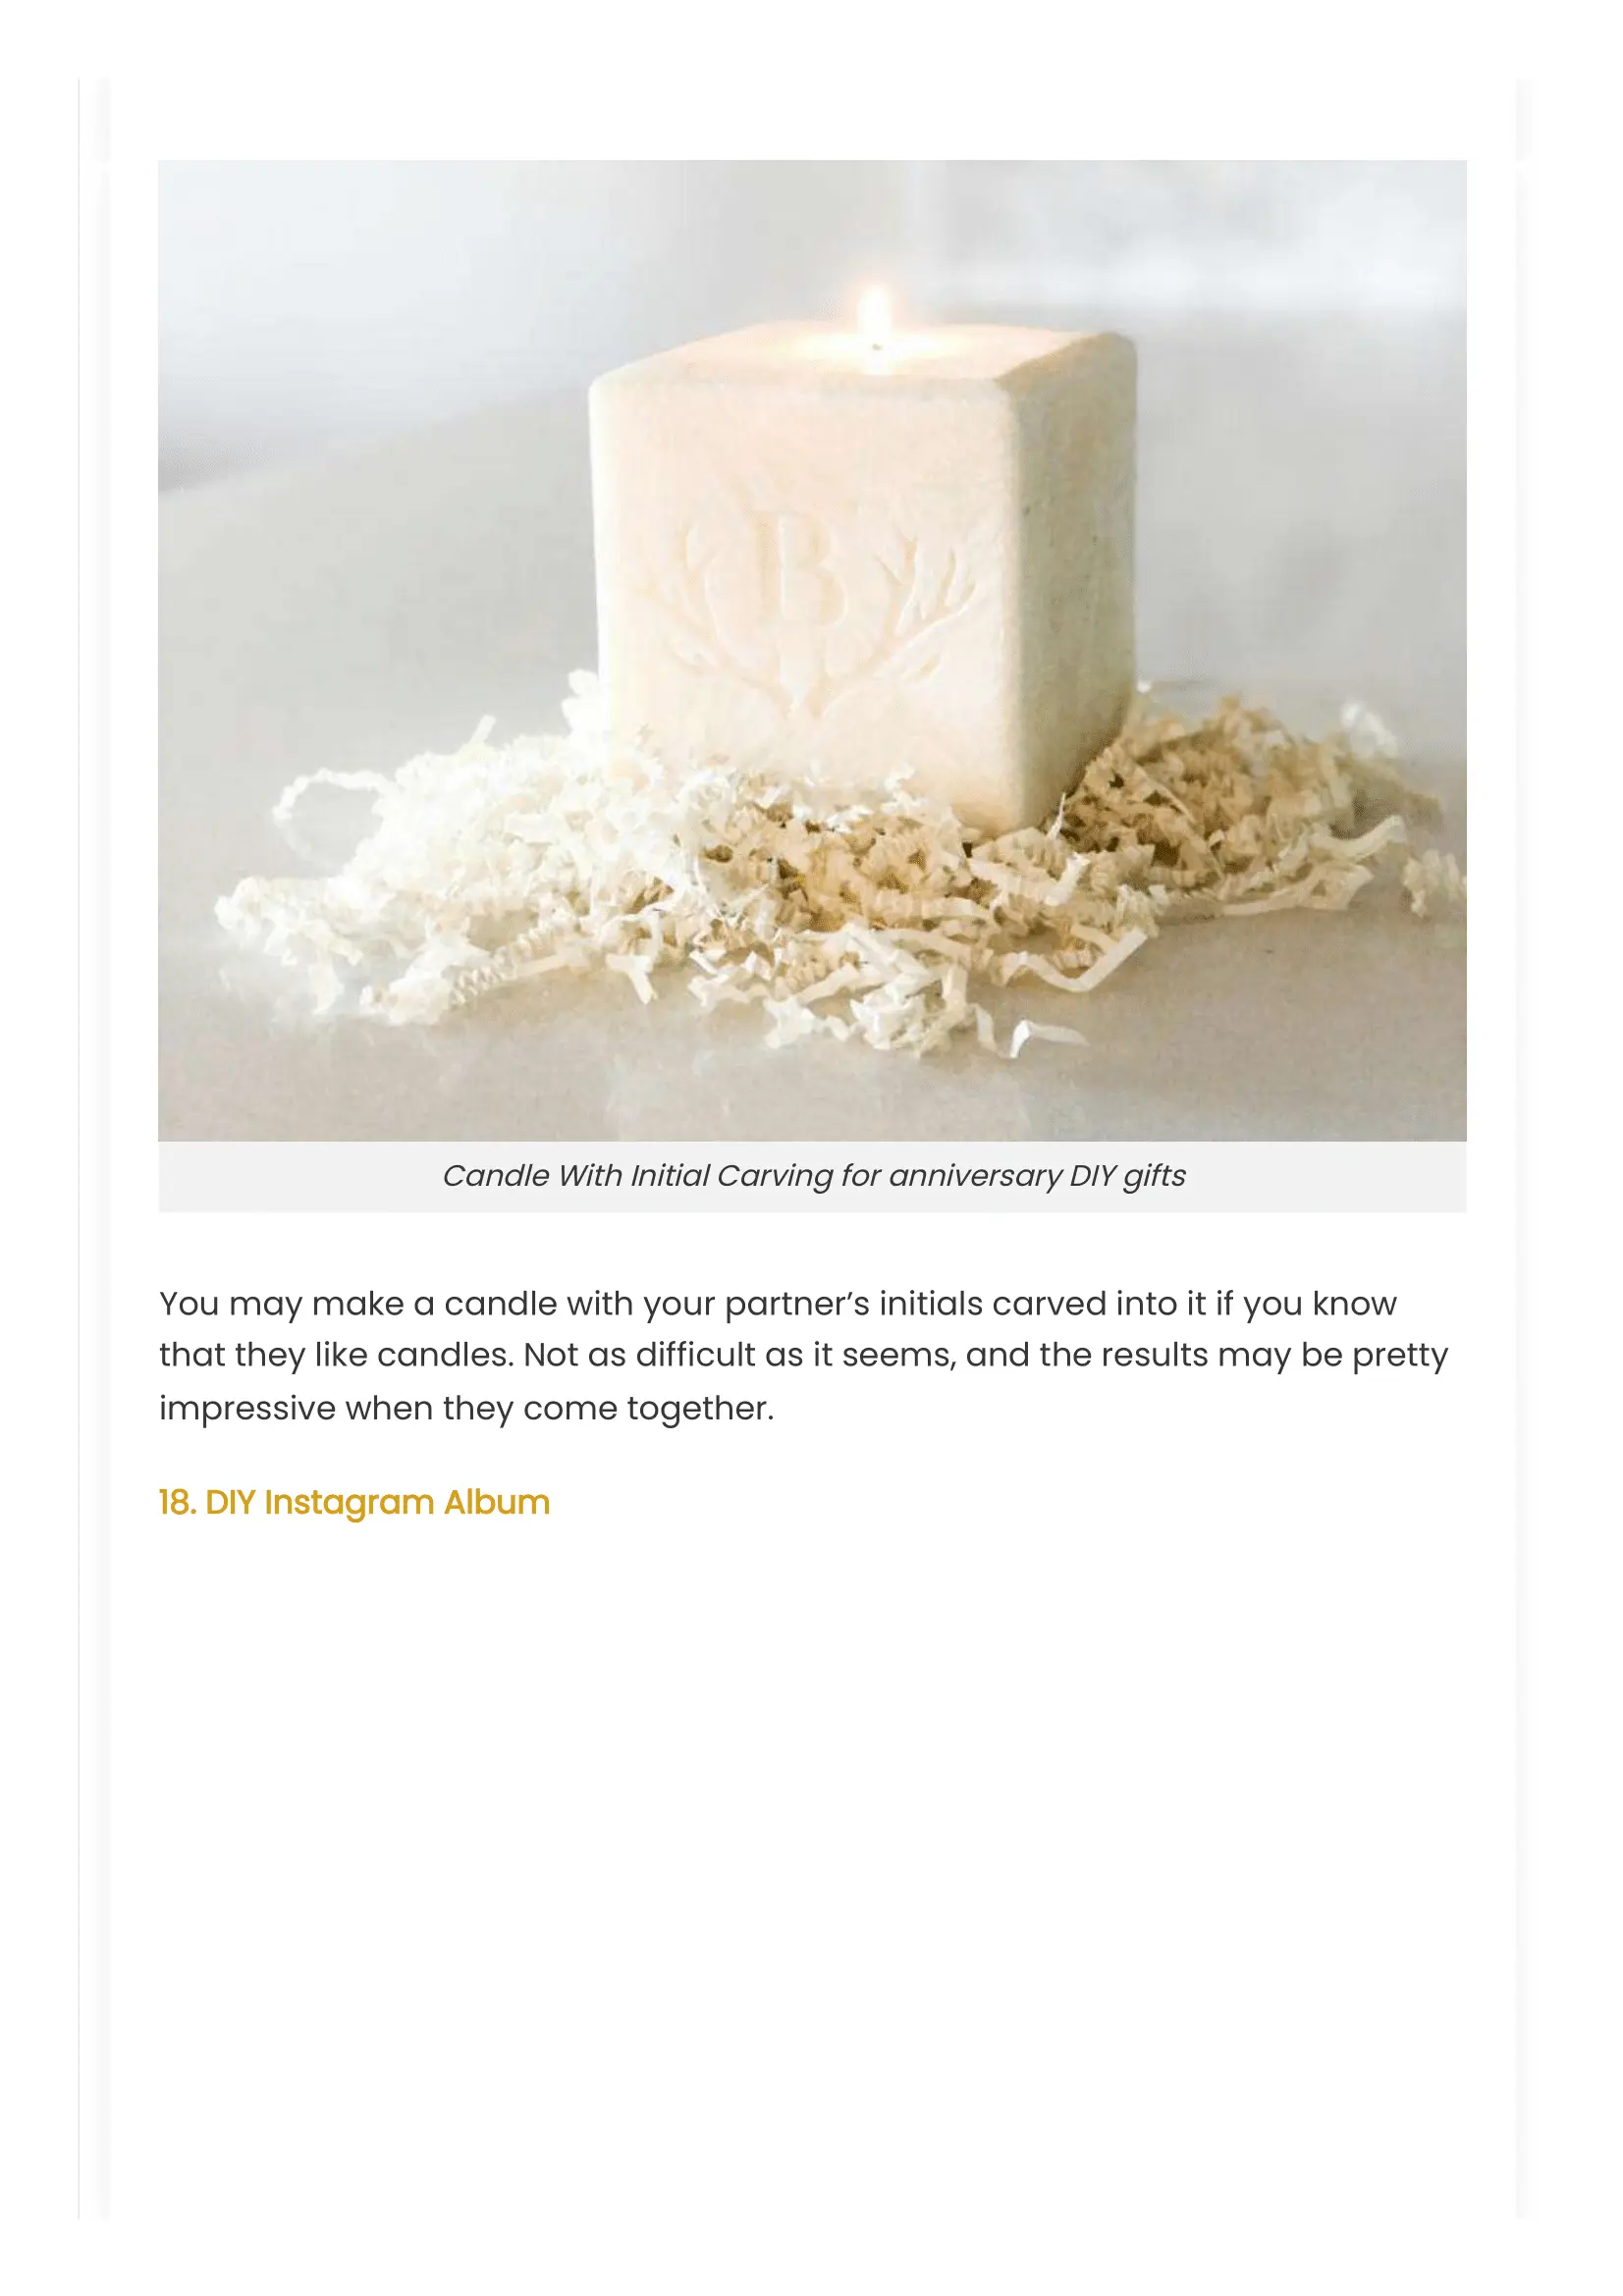 B
Candle With Initial Carving for anniversary DIY gifts
You may make a candle with your partner’s initials carved into it if you know
that they like candles. Not as difficult as it seems, and the results may be pretty
impressive when they come together.
18. DIY Instagram Album